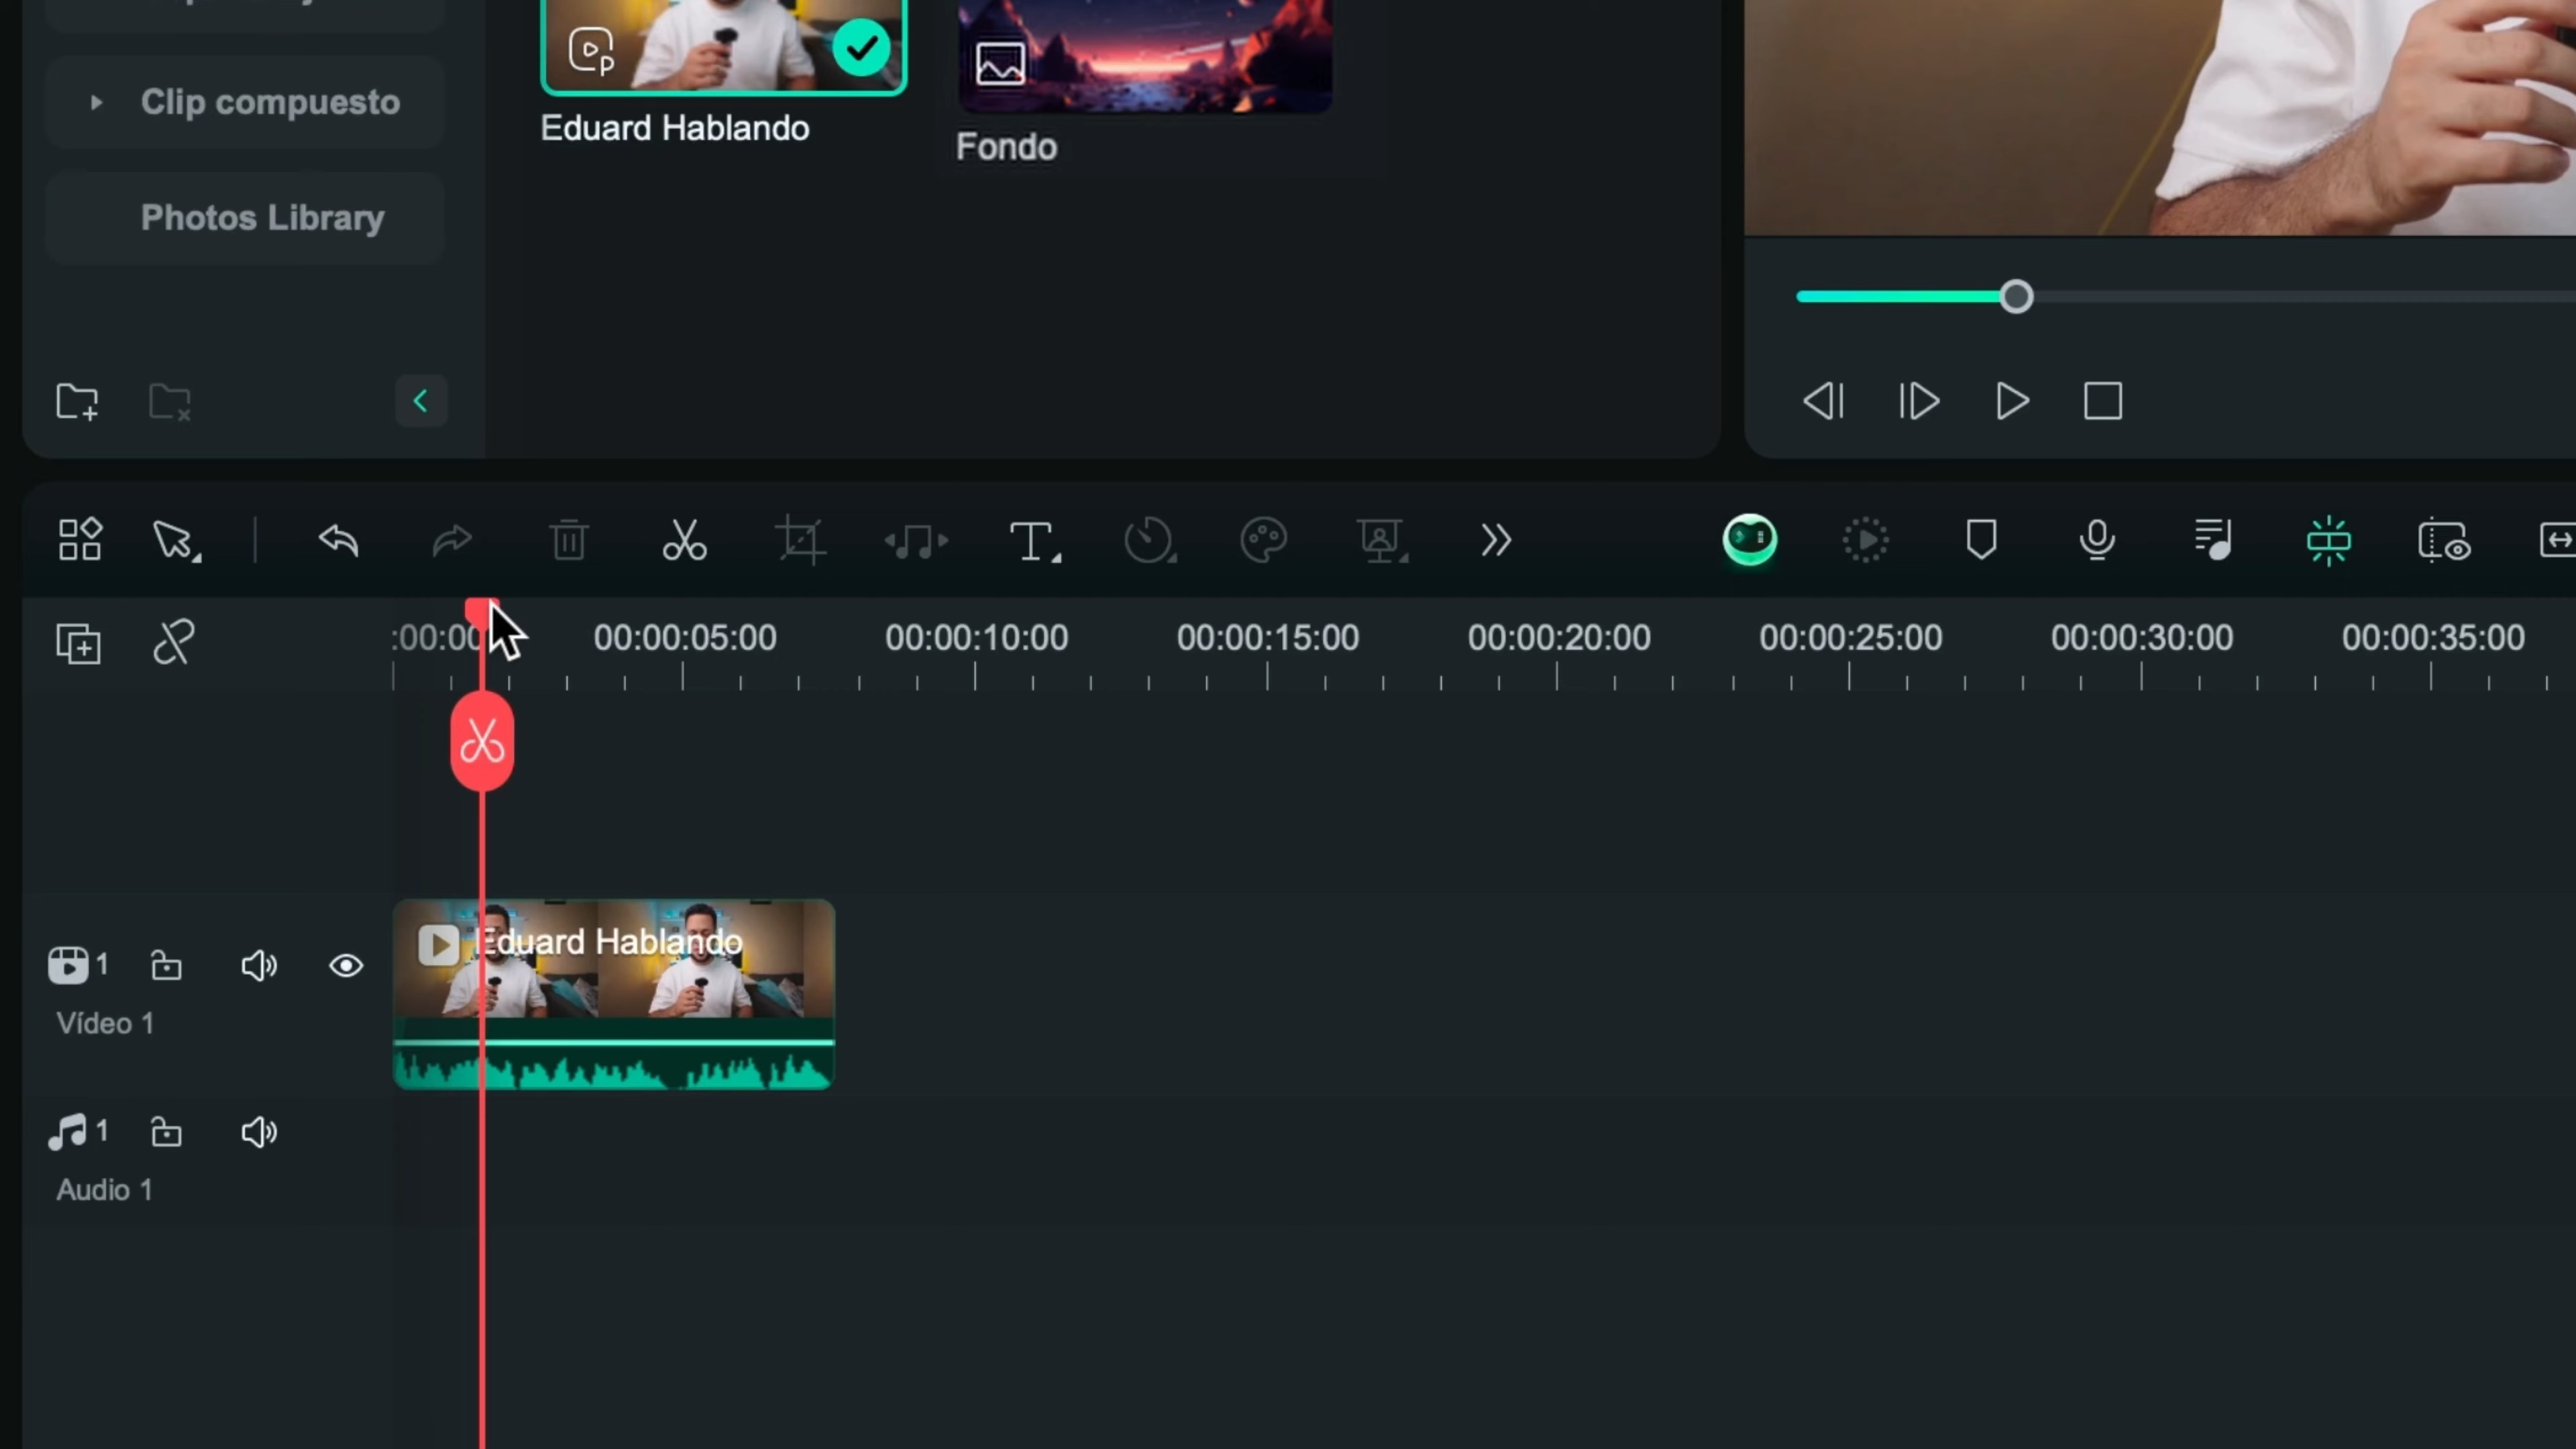 Clip compuesto
Photos Library
Eduard Hablando
Fondo
:00:00
00:00:05:00
00:00:10:00
00:00:15:00
00:00:20:00
00:00:25:00
00:00:30:00
00:00:35:00
Eduard Hablando
1
Vídeo 1
1
Audio 1